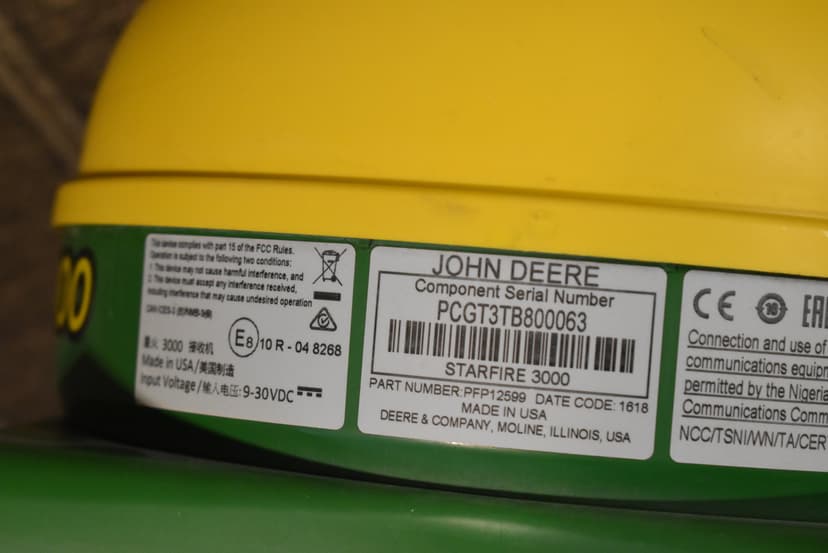 00
This device complies with part 15 of the FCC Rules.
Operation is subject to the following two conditions:
1 This device may not cause harmful interference, and
2. This device must accept any interference received,
including interference that may cause undesired operation
E8 10 R - 04 8268
星火 3000 接收机
Made in USA/美国制造
Input Voltage/输入电压: 9-30VDC
JOHN DEERE
Component Serial Number
PCGT3TB800063
STARFIRE 3000
PART NUMBER:PFP12599 DATE CODE: 1618
MADE IN USA
DEERE & COMPANY, MOLINE, ILLINOIS, USA
CE EAC
Connection and use of
communications equipm
permitted by the Nigeria
Communications Comm
NCC/TSNI/WN/TA/CER